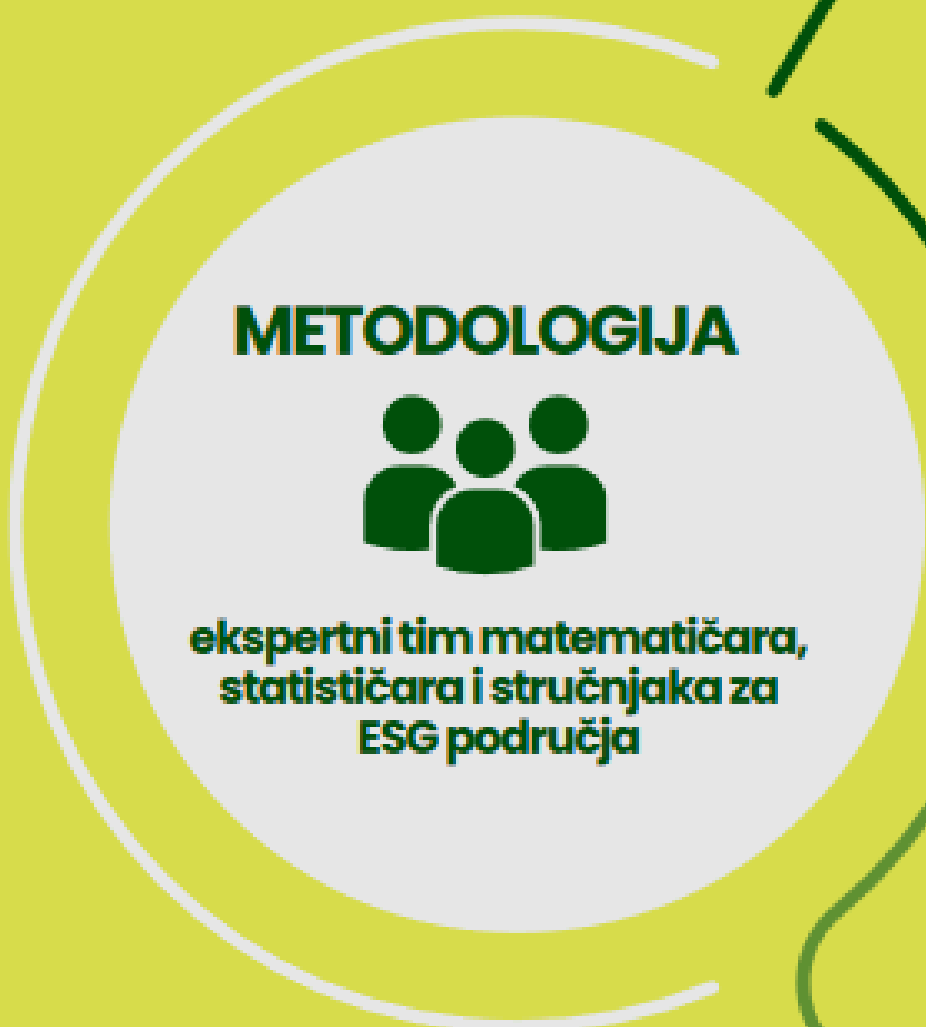 METODOLOGIJA
ekspertni tim matematičara,
statističara i stručnjaka za
ESG područja